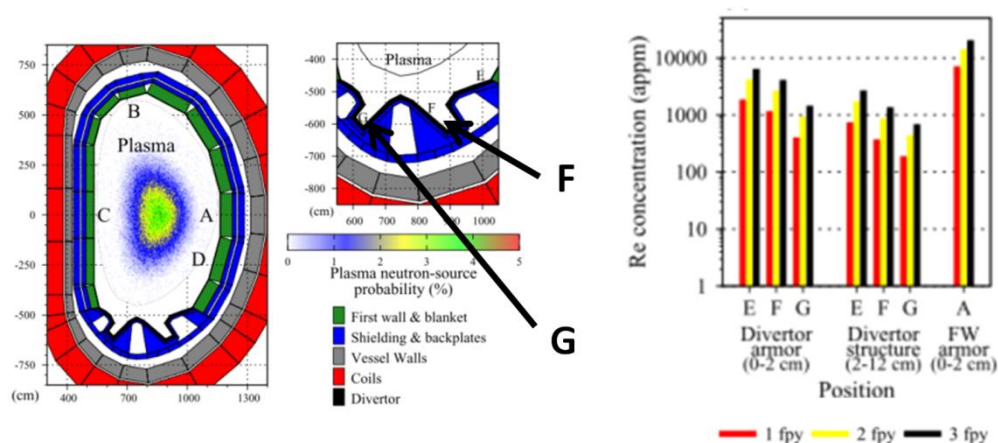 750
500
250
0
-250
-500
-750
(cm)
400
700
1000
1300
B
Plasma
C
A
D
-400
-500
-600
-700
-800
(cm)
600
700
800
900
1000
Plasma
E
F
G
F
G
0
1
2
3
4
5
Plasma neutron-source
probability (%)
First wall & blanket
Shielding & backplates
Vessel Walls
Coils
Divertor
Re concentration (appm)
10000
1000
100
10
1
E F G
E F G
A
Divertor
armor
(0-2 cm)
Divertor
structure
(2-12 cm)
FW
armor
(0-2 cm)
Position
1 fpy
2 fpy
3 fpy